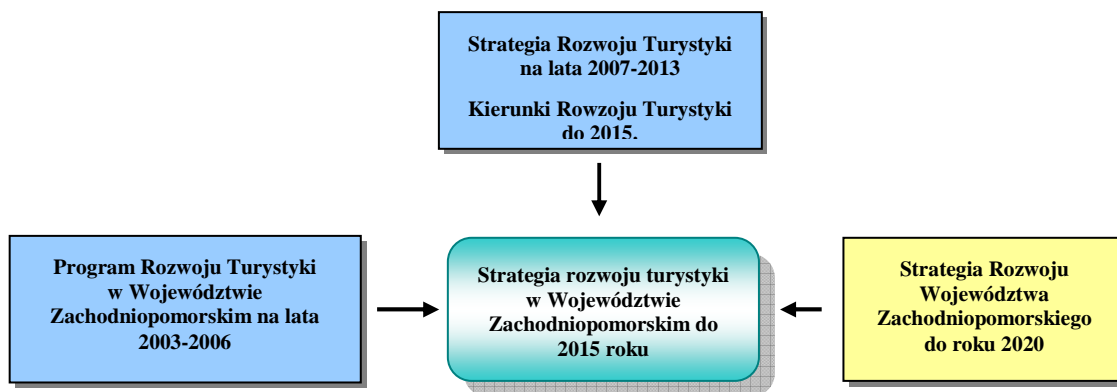 Strategia Rozwoju Turystyki
na lata 2007-2013
Kierunki Rowzoju Turystyki
do 2015.
Program Rozwoju Turystyki
w Województwie
Zachodniopomorskim na lata
2003-2006
Strategia rozwoju turystyki
w Województwie
Zachodniopomorskim do
2015 roku
Strategia Rozwoju
Województwa
Zachodniopomorskiego
do roku 2020